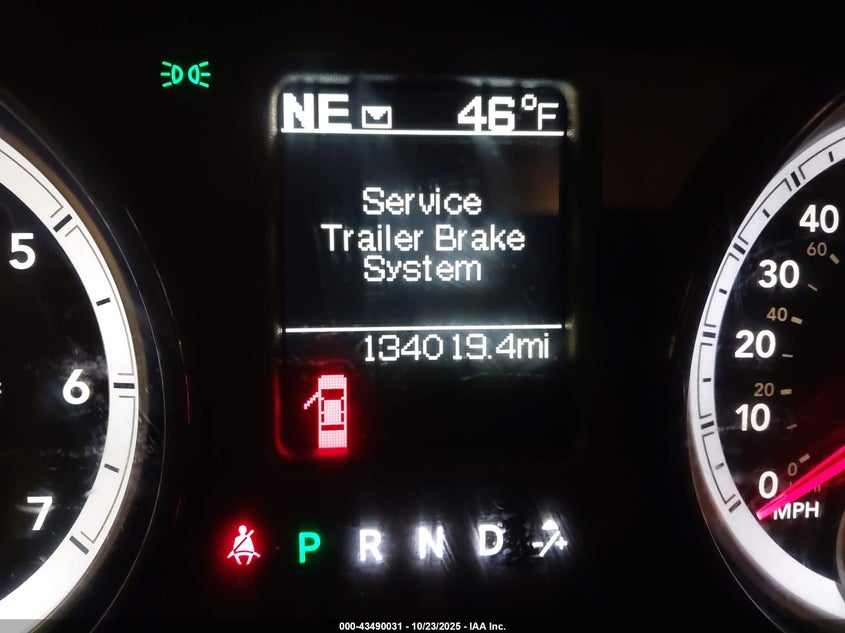 NE 46°F
Service
Trailer Brake
System
134019.4mi
5
6
7
40
60
30
40
20
20
10
0
0
MPH
P R N D -/+
000-43490031 - 10/23/2025 - IAA Inc.